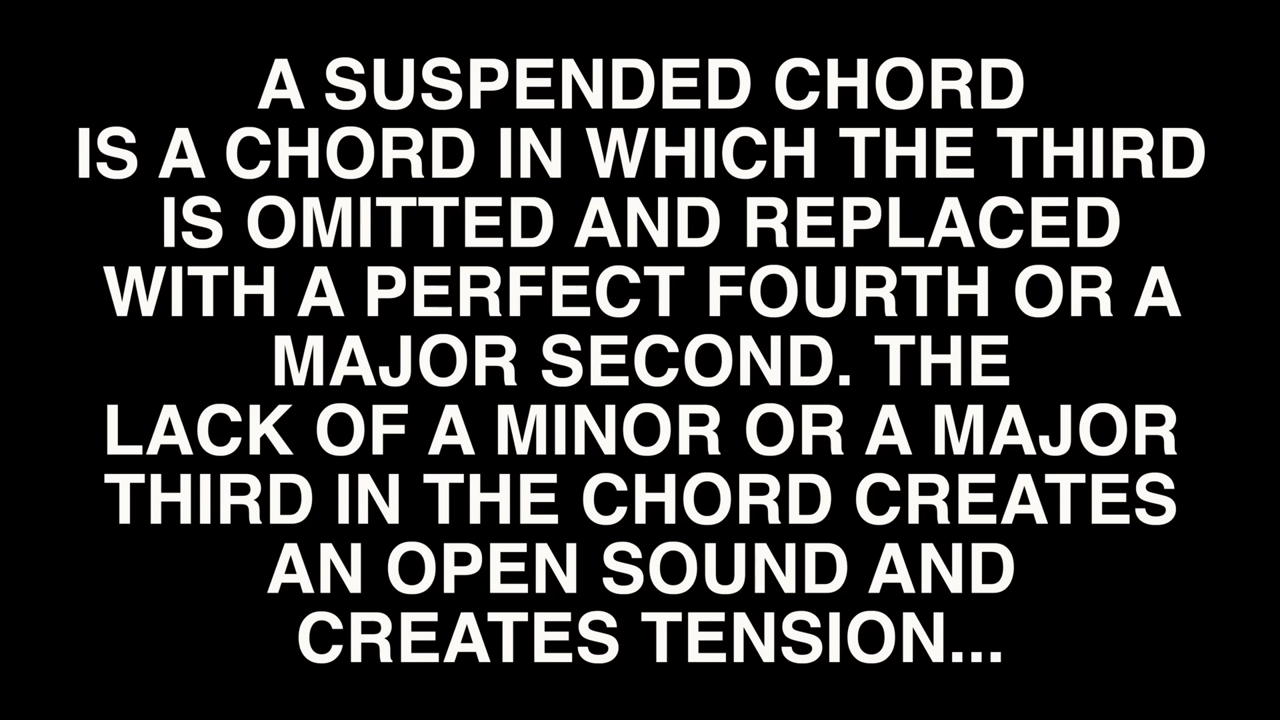 A SUSPENDED CHORD
IS A CHORD IN WHICH THE THIRD
IS OMITTED AND REPLACED
WITH A PERFECT FOURTH OR A
MAJOR SECOND. THE
LACK OF A MINOR OR A MAJOR
THIRD IN THE CHORD CREATES
AN OPEN SOUND AND
CREATES TENSION...